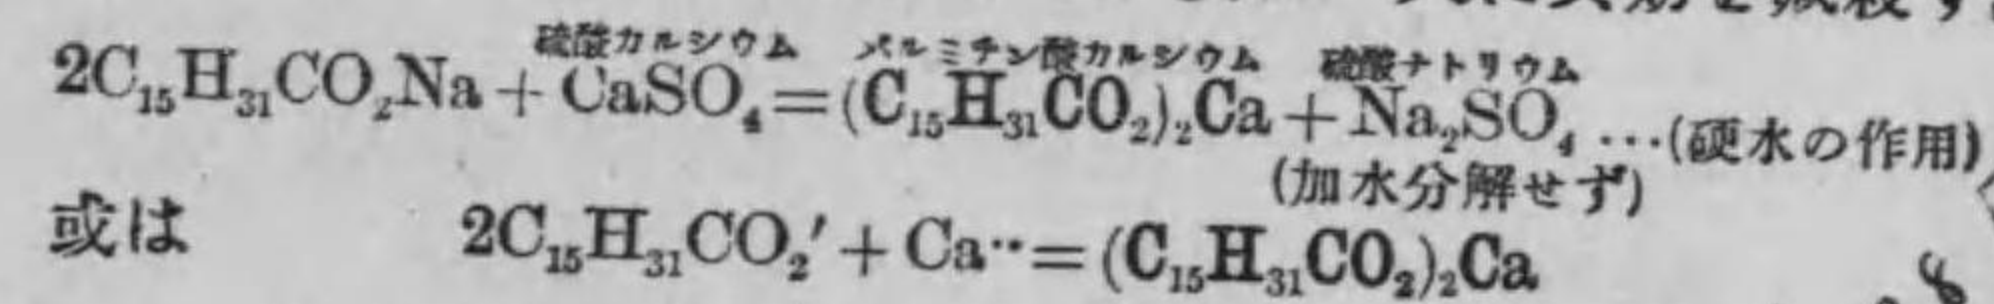 硫酸カルシウム パルミチン酸カルシウム 硫酸ナトリウム
2C₁₅H₃₁CO₂Na + CaSO₄ = (C₁₅H₃₁CO₂)₂Ca + Na₂SO₄ …(硬水の作用)
(加水分解せず)
或は 2C₁₅H₃₁CO₂′ + Ca·· = (C₁₅H₃₁CO₂)₂Ca